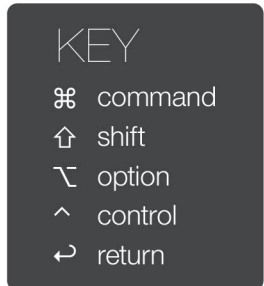 KEY
⌘ command
⇧ shift
⌥ option
^ control
↩ return